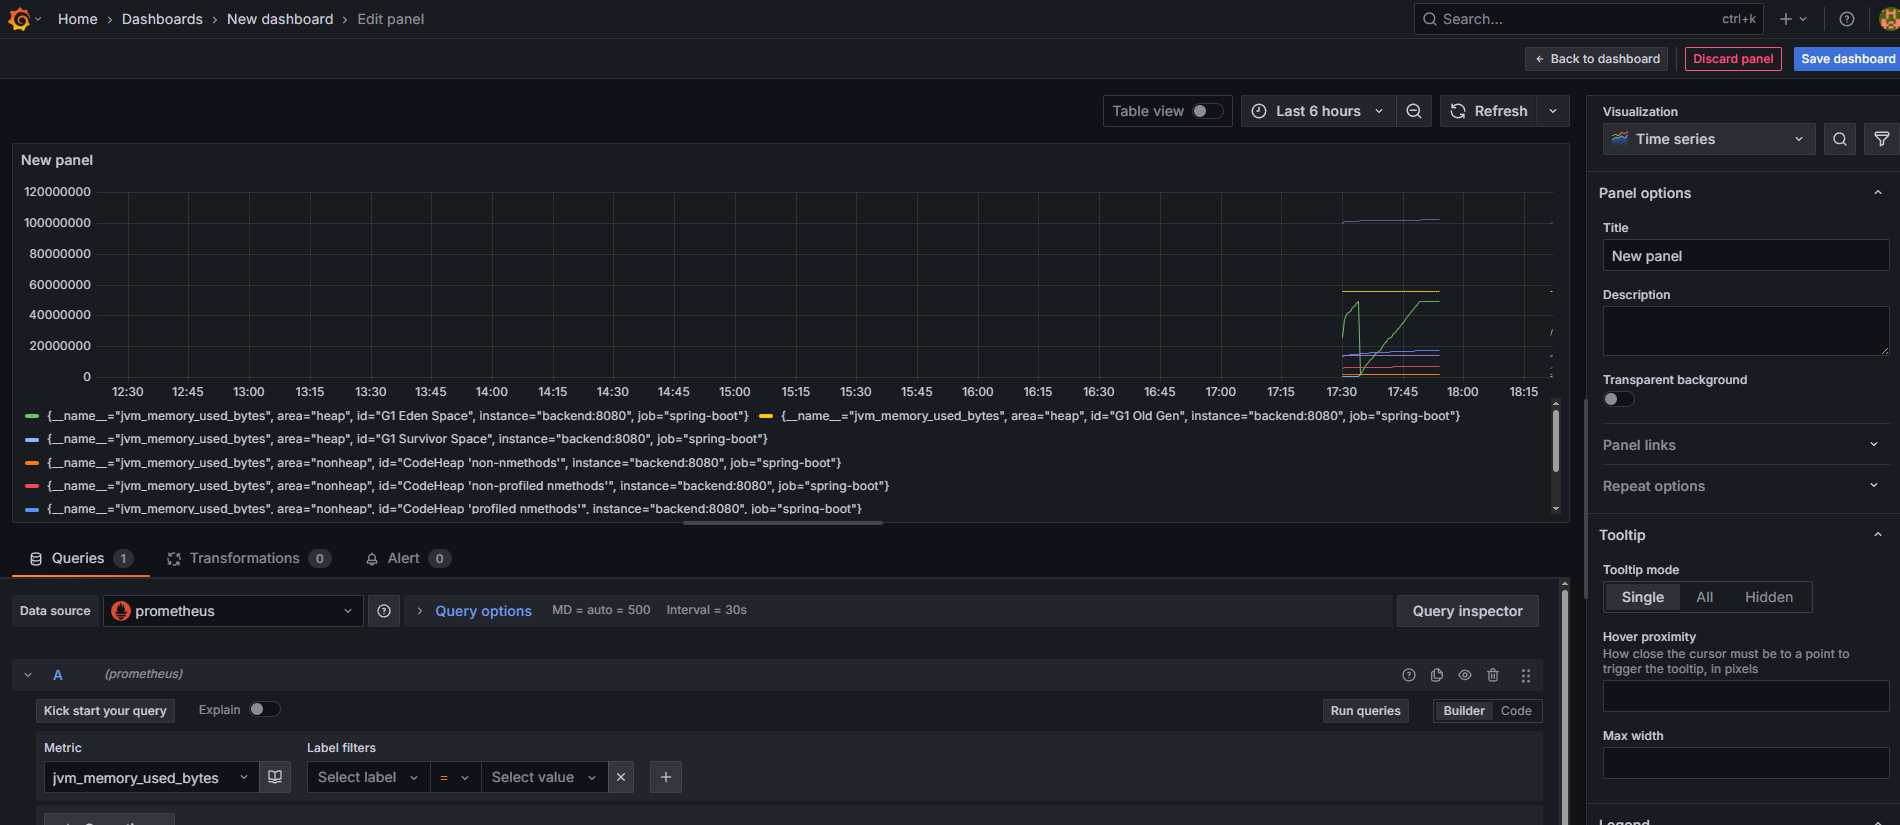 Home › Dashboards › New dashboard › Edit panel
Search... ctrl+k
Back to dashboard Discard panel Save dashboard
Table view Last 6 hours Refresh
Visualization
Time series
New panel
120000000
100000000
80000000
60000000
40000000
20000000
0
12:30 12:45 13:00 13:15 13:30 13:45 14:00 14:15 14:30 14:45 15:00 15:15 15:30 15:45 16:00 16:15 16:30 16:45 17:00 17:15 17:30 17:45 18:00 18:15
{__name__="jvm_memory_used_bytes", area="heap", id="G1 Eden Space", instance="backend:8080", job="spring-boot"} {__name__="jvm_memory_used_bytes", area="heap", id="G1 Old Gen", instance="backend:8080", job="spring-boot"}
{__name__="jvm_memory_used_bytes", area="heap", id="G1 Survivor Space", instance="backend:8080", job="spring-boot"}
{__name__="jvm_memory_used_bytes", area="nonheap", id="CodeHeap 'non-nmethods'", instance="backend:8080", job="spring-boot"}
{__name__="jvm_memory_used_bytes", area="nonheap", id="CodeHeap 'non-profiled nmethods'", instance="backend:8080", job="spring-boot"}
{__name__="jvm_memory_used_bytes", area="nonheap", id="CodeHeap 'profiled nmethods'", instance="backend:8080", job="spring-boot"}
Queries 1 Transformations 0 Alert 0
Data source prometheus Query options MD = auto = 500 Interval = 30s Query inspector
A (prometheus)
Kick start your query Explain Run queries Builder Code
Metric Label filters
jvm_memory_used_bytes Select label = Select value
Panel options
Title
New panel
Description
Transparent background
Panel links
Repeat options
Tooltip
Tooltip mode
Single All Hidden
Hover proximity
How close the cursor must be to a point to
trigger the tooltip, in pixels
Max width
Legend